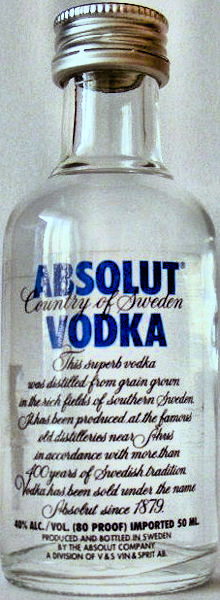 ABSOLUT®
Country of Sweden
VODKA
This superb vodka
was distilled from grain grown
in the rich fields of southern Sweden.
It has been produced at the famous
old distilleries near Åhus
in accordance with more than
400 years of Swedish tradition.
Vodka has been sold under the name
Absolut since 1879.
40% ALC./VOL. (80 PROOF) IMPORTED 50 ML.
PRODUCED AND BOTTLED IN SWEDEN
BY THE ABSOLUT COMPANY
A DIVISION OF V&S VIN & SPRIT AB.